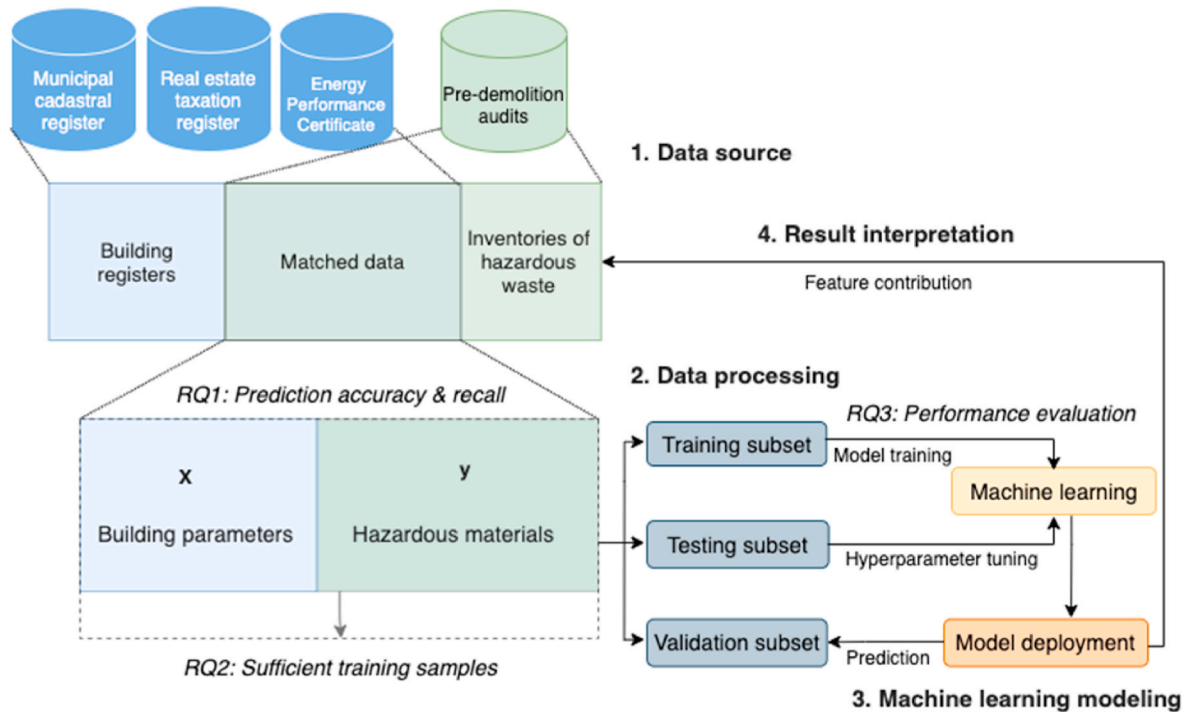 Municipal
cadastral
register
Real estate
taxation
register
Energy
Performance
Certificate
Pre-demolition
audits
1. Data source
Building
registers
Matched data
Inventories of
hazardous
waste
4. Result interpretation
Feature contribution
RQ1: Prediction accuracy & recall
2. Data processing
RQ3: Performance evaluation
X
Building parameters
y
Hazardous materials
Training subset
Model training
Machine learning
Testing subset
Hyperparameter tuning
Validation subset
Prediction
Model deployment
RQ2: Sufficient training samples
3. Machine learning modeling